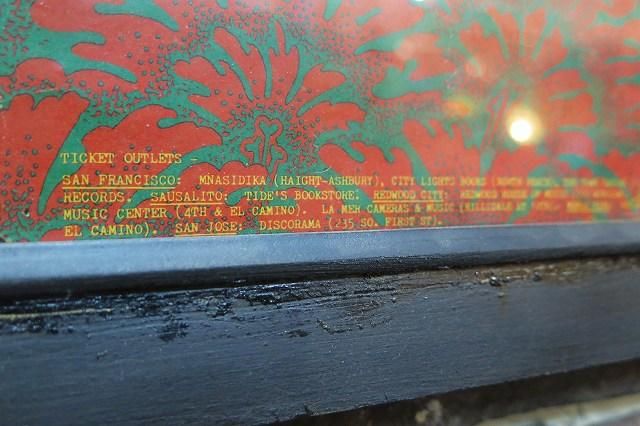 TICKET OUTLETS -
SAN FRANCISCO: MNASIDIKA (HAIGHT-ASHBURY), CITY LIGHTS BOOKS
RECORDS. SAUSALITO: TIDE'S BOOKSTORE. REDWOOD CITY:
MUSIC CENTER (4TH & EL CAMINO). LA MER CAMERAS & MUSIC
EL CAMINO). SAN JOSE: DISCORAMA (235 SO. FIRST ST).